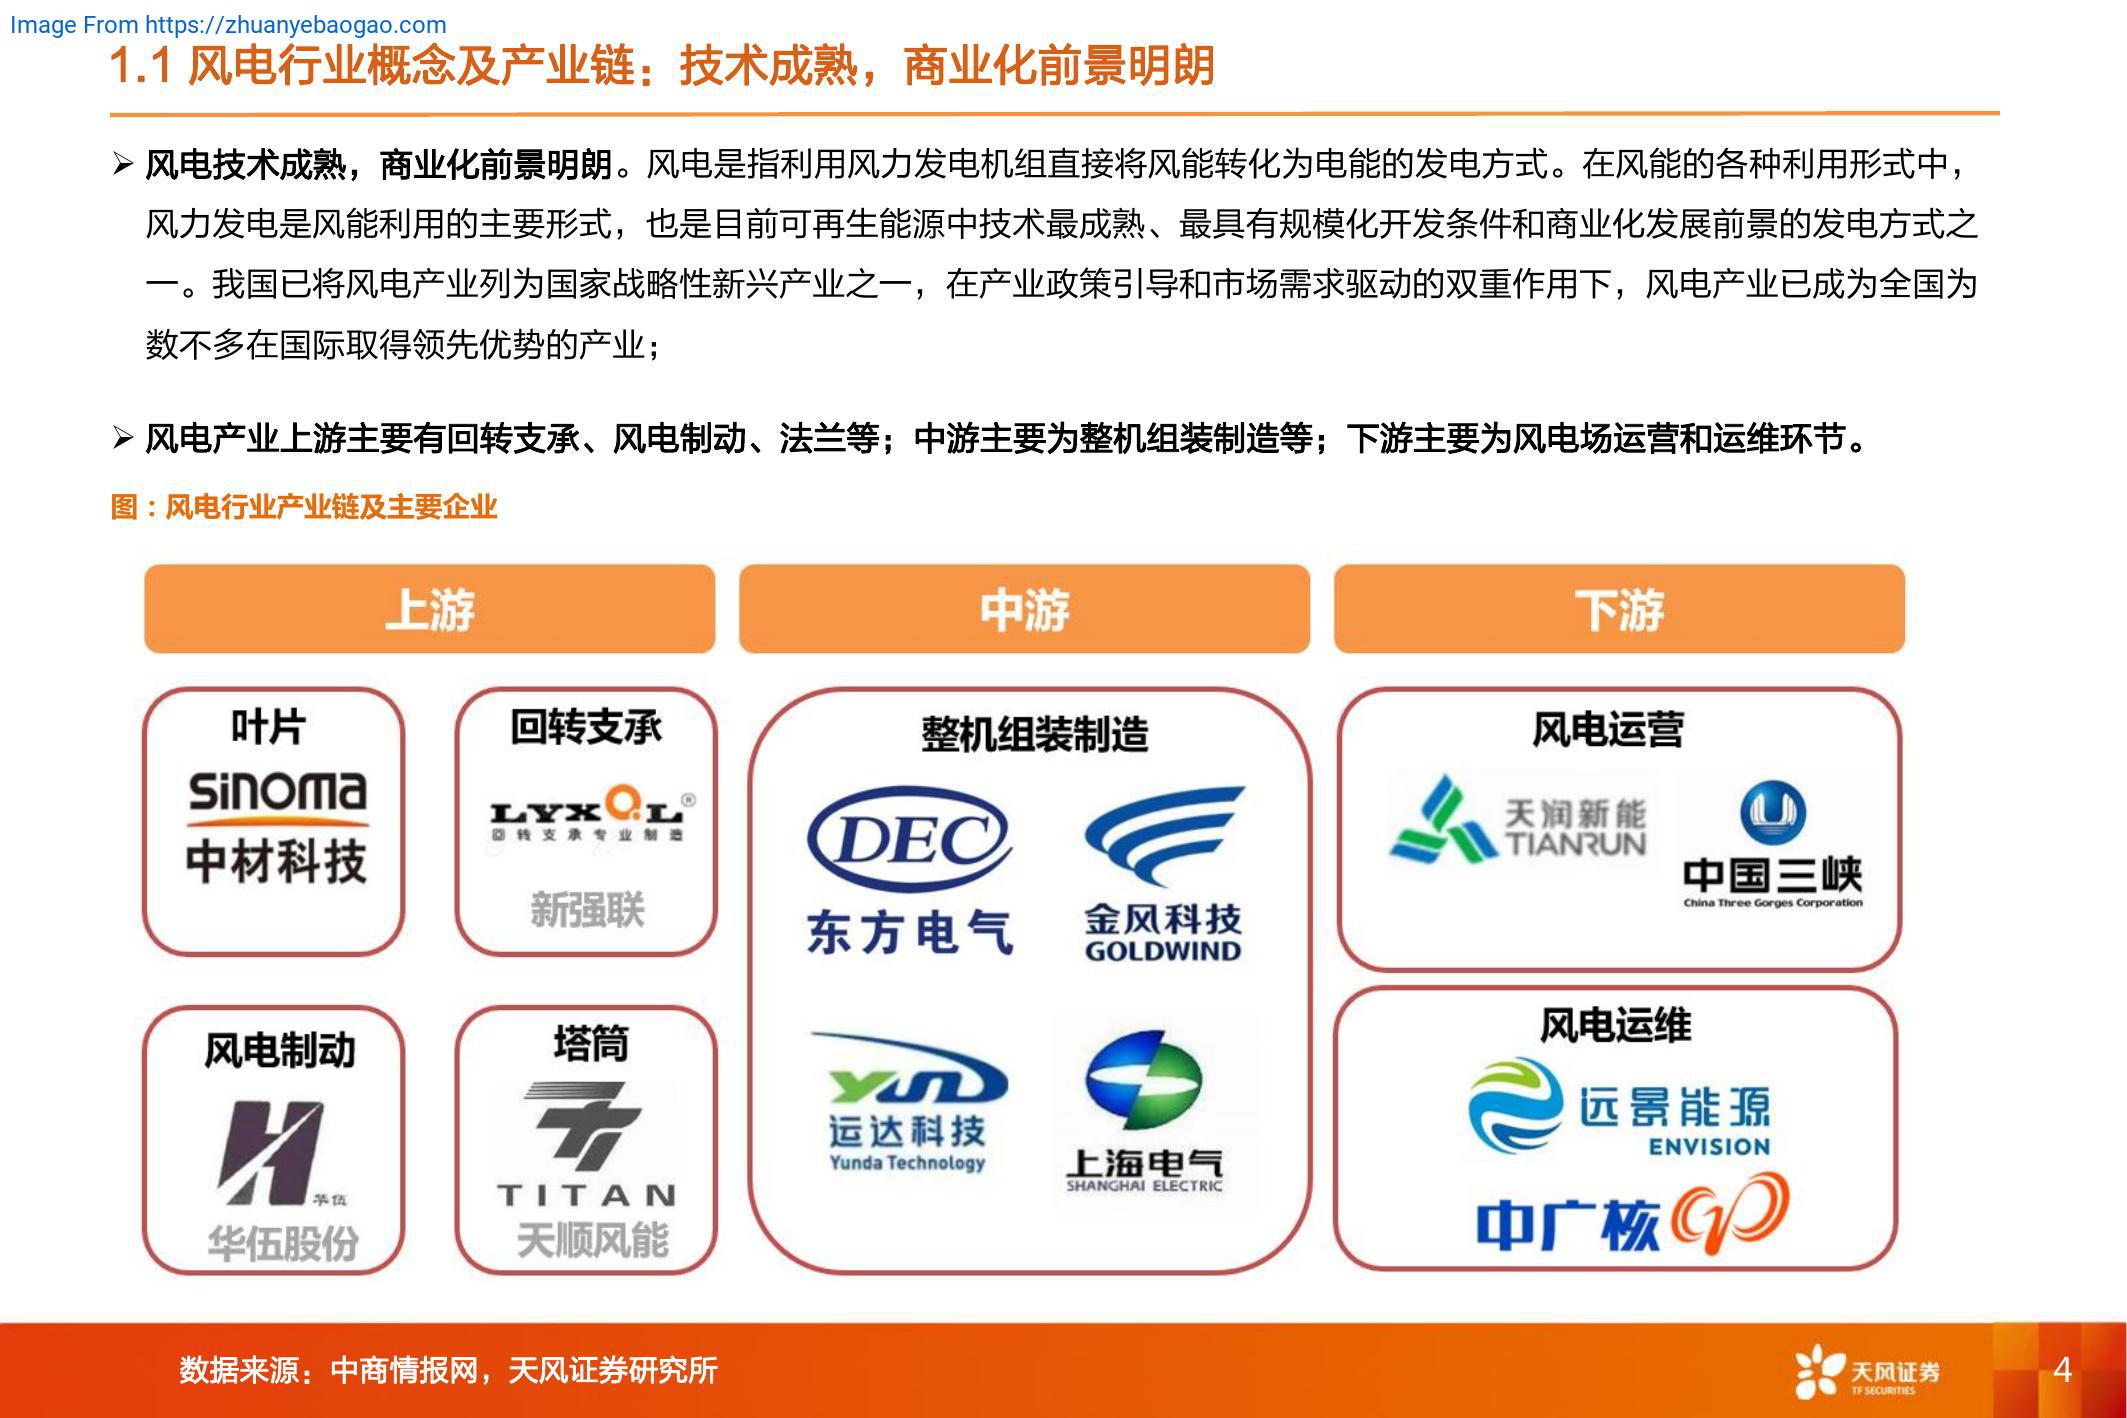 Image From https://zhuanyebaogao.com
1.1 风电行业概念及产业链：技术成熟，商业化前景明朗
➢ 风电技术成熟，商业化前景明朗。风电是指利用风力发电机组直接将风能转化为电能的发电方式。在风能的各种利用形式中，
风力发电是风能利用的主要形式，也是目前可再生能源中技术最成熟、最具有规模化开发条件和商业化发展前景的发电方式之
一。我国已将风电产业列为国家战略性新兴产业之一，在产业政策引导和市场需求驱动的双重作用下，风电产业已成为全国为
数不多在国际取得领先优势的产业；
➢ 风电产业上游主要有回转支承、风电制动、法兰等；中游主要为整机组装制造等；下游主要为风电场运营和运维环节。
图：风电行业产业链及主要企业
上游
中游
下游
叶片
sinoma
中材科技
回转支承
LYXQL®
回转支承专业制造
新强联
风电制动
华伍
华伍股份
塔筒
TITAN
天顺风能
整机组装制造
DEC
东方电气
金风科技
GOLDWIND
运达科技
Yunda Technology
上海电气
SHANGHAI ELECTRIC
风电运营
天润新能
TIANRUN
中国三峡
China Three Gorges Corporation
风电运维
远景能源
ENVISION
中广核
数据来源：中商情报网，天风证券研究所
天风证券
TF SECURITIES
4